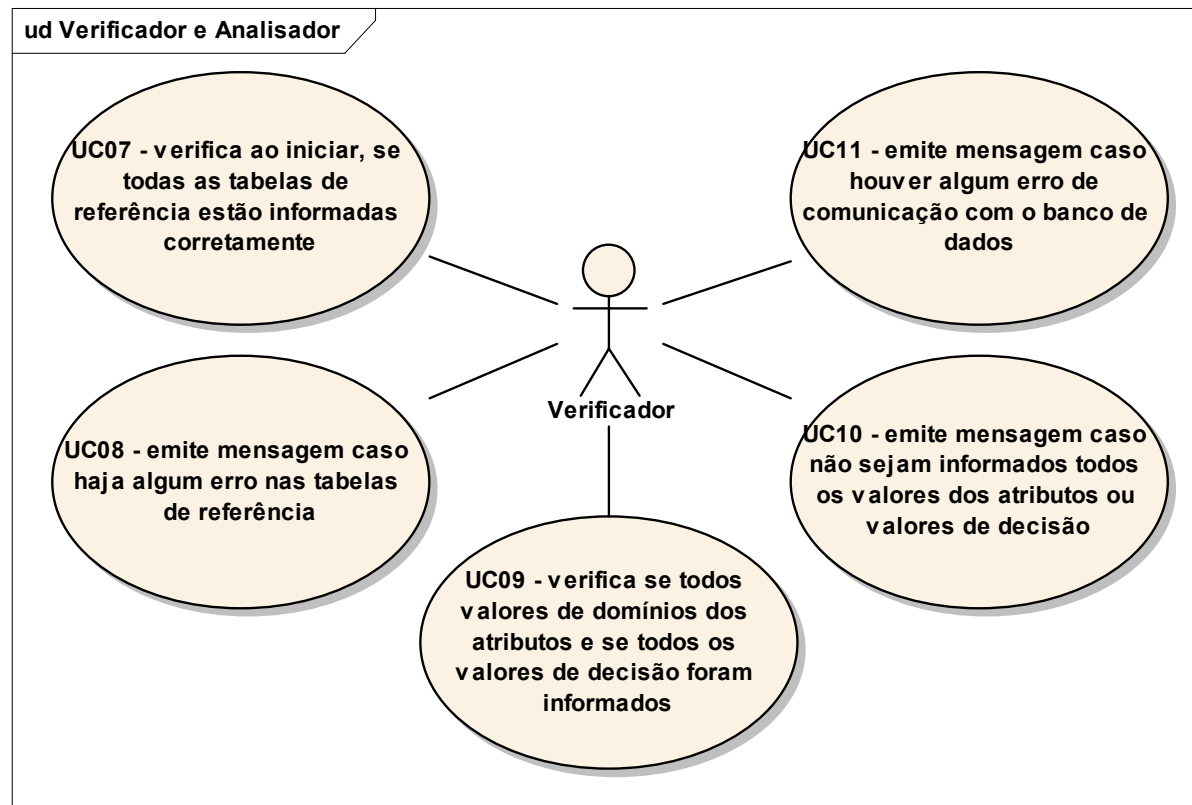 ud Verificador e Analisador
UC07 - verifica ao iniciar, se
todas as tabelas de
referência estão informadas
corretamente
UC11 - emite mensagem caso
houver algum erro de
comunicação com o banco de
dados
Verificador
UC08 - emite mensagem caso
haja algum erro nas tabelas
de referência
UC10 - emite mensagem caso
não sejam informados todos
os valores dos atributos ou
valores de decisão
UC09 - verifica se todos
valores de domínios dos
atributos e se todos os
valores de decisão foram
informados